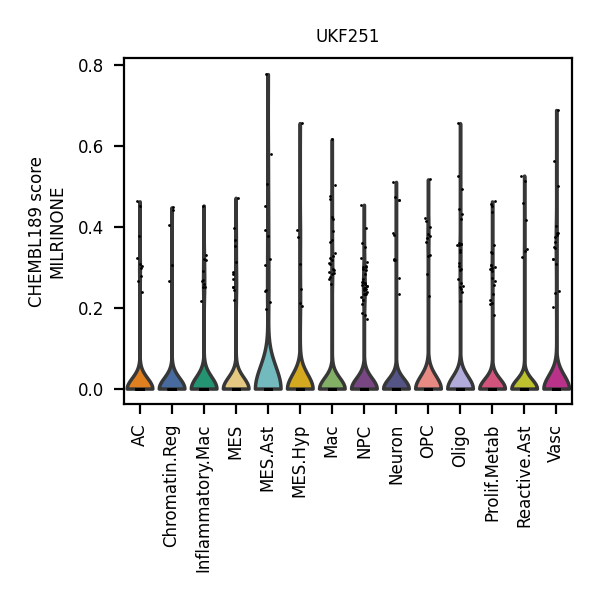 UKF251
CHEMBL189 score
MILRINONE
0.8
0.6
0.4
0.2
0.0
AC
Chromatin.Reg
Inflammatory.Mac
MES
MES.Ast
MES.Hyp
Mac
NPC
Neuron
OPC
Oligo
Prolif.Metab
Reactive.Ast
Vasc